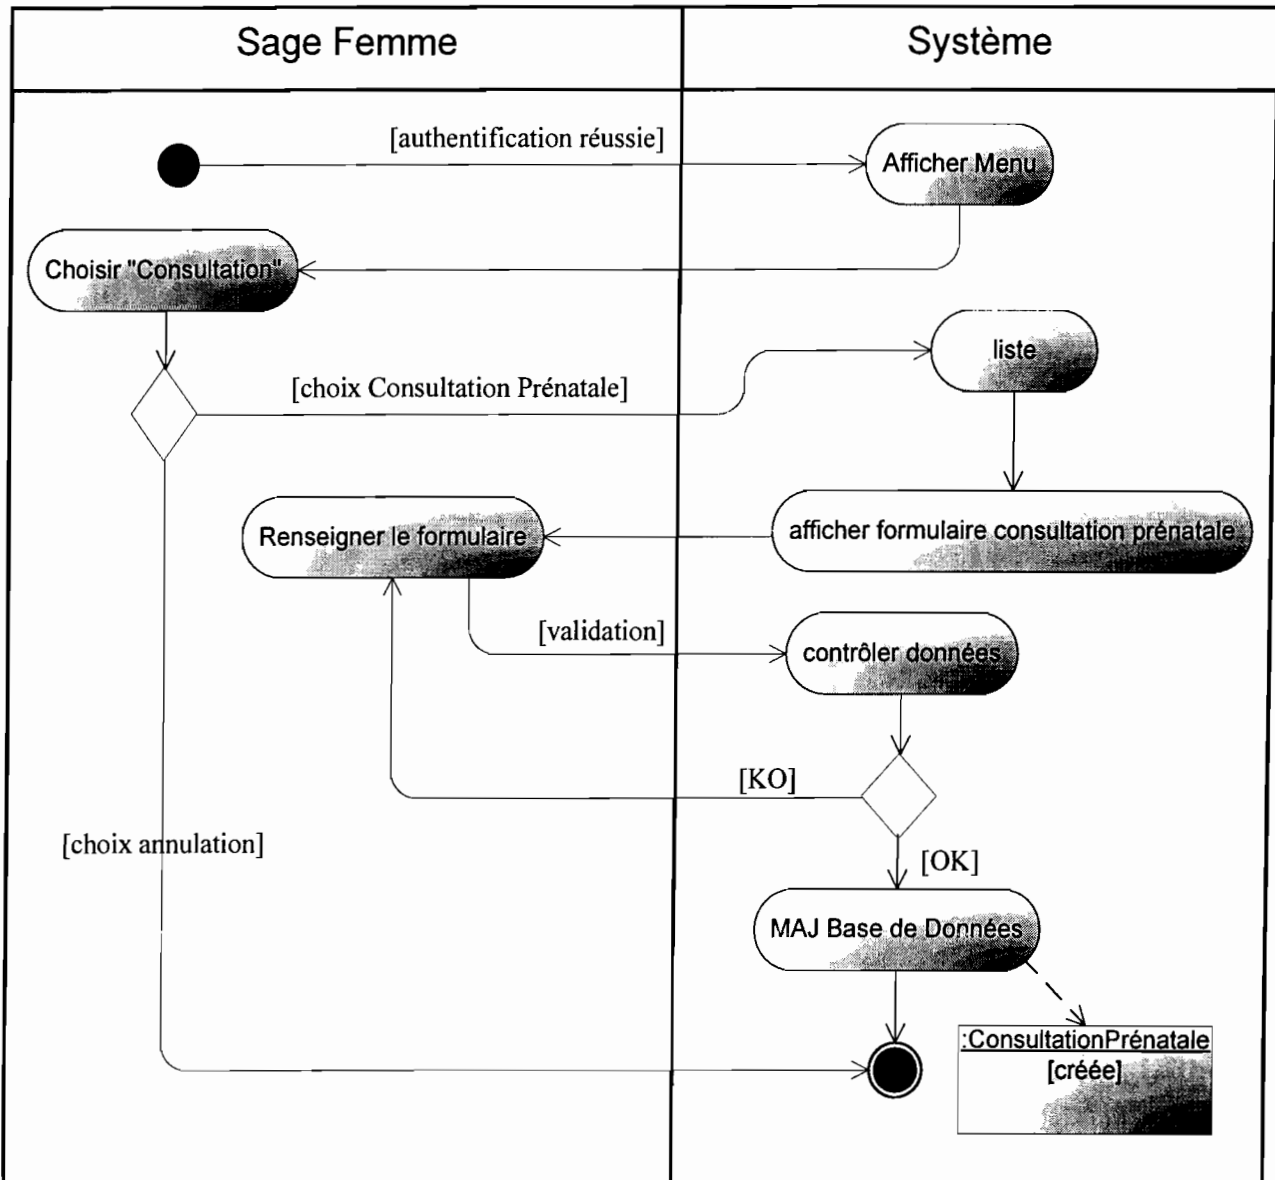 Sage Femme
Système
[authentification réussie]
Afficher Menu
Choisir "Consultation"
liste
[choix Consultation Prénatale]
Renseigner le formulaire
afficher formulaire consultation prénatale
[validation]
contrôler données
[KO]
[choix annulation]
[OK]
MAJ Base de Données
:ConsultationPrénatale
[créée]